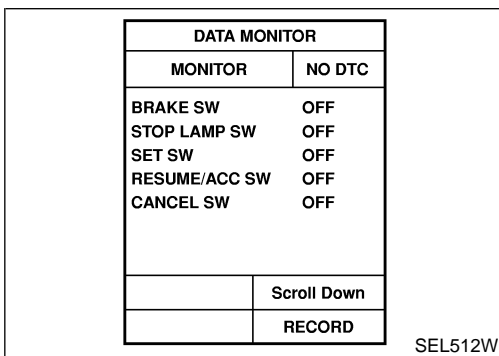 DATA MONITOR
MONITOR NO DTC
BRAKE SW OFF
STOP LAMP SW OFF
SET SW OFF
RESUME/ACC SW OFF
CANCEL SW OFF
Scroll Down
RECORD
SEL512W